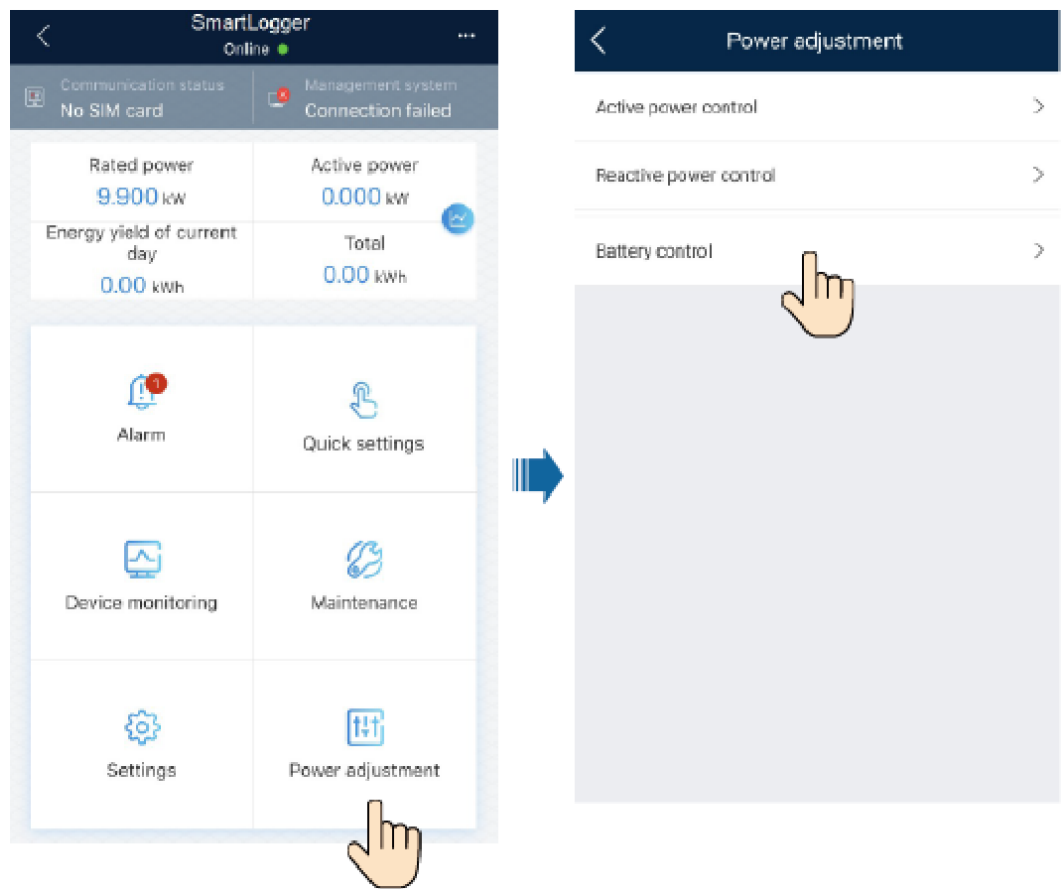 SmartLogger
Online
Communication status
No SIM card
Management system
Connection failed
Rated power
9.900 kW
Active power
0.000 kW
Energy yield of current
day
0.00 kWh
Total
0.00 kWh
1
Alarm
Quick settings
Device monitoring
Maintenance
Settings
Power adjustment
Power adjustment
Active power control
Reactive power control
Battery control